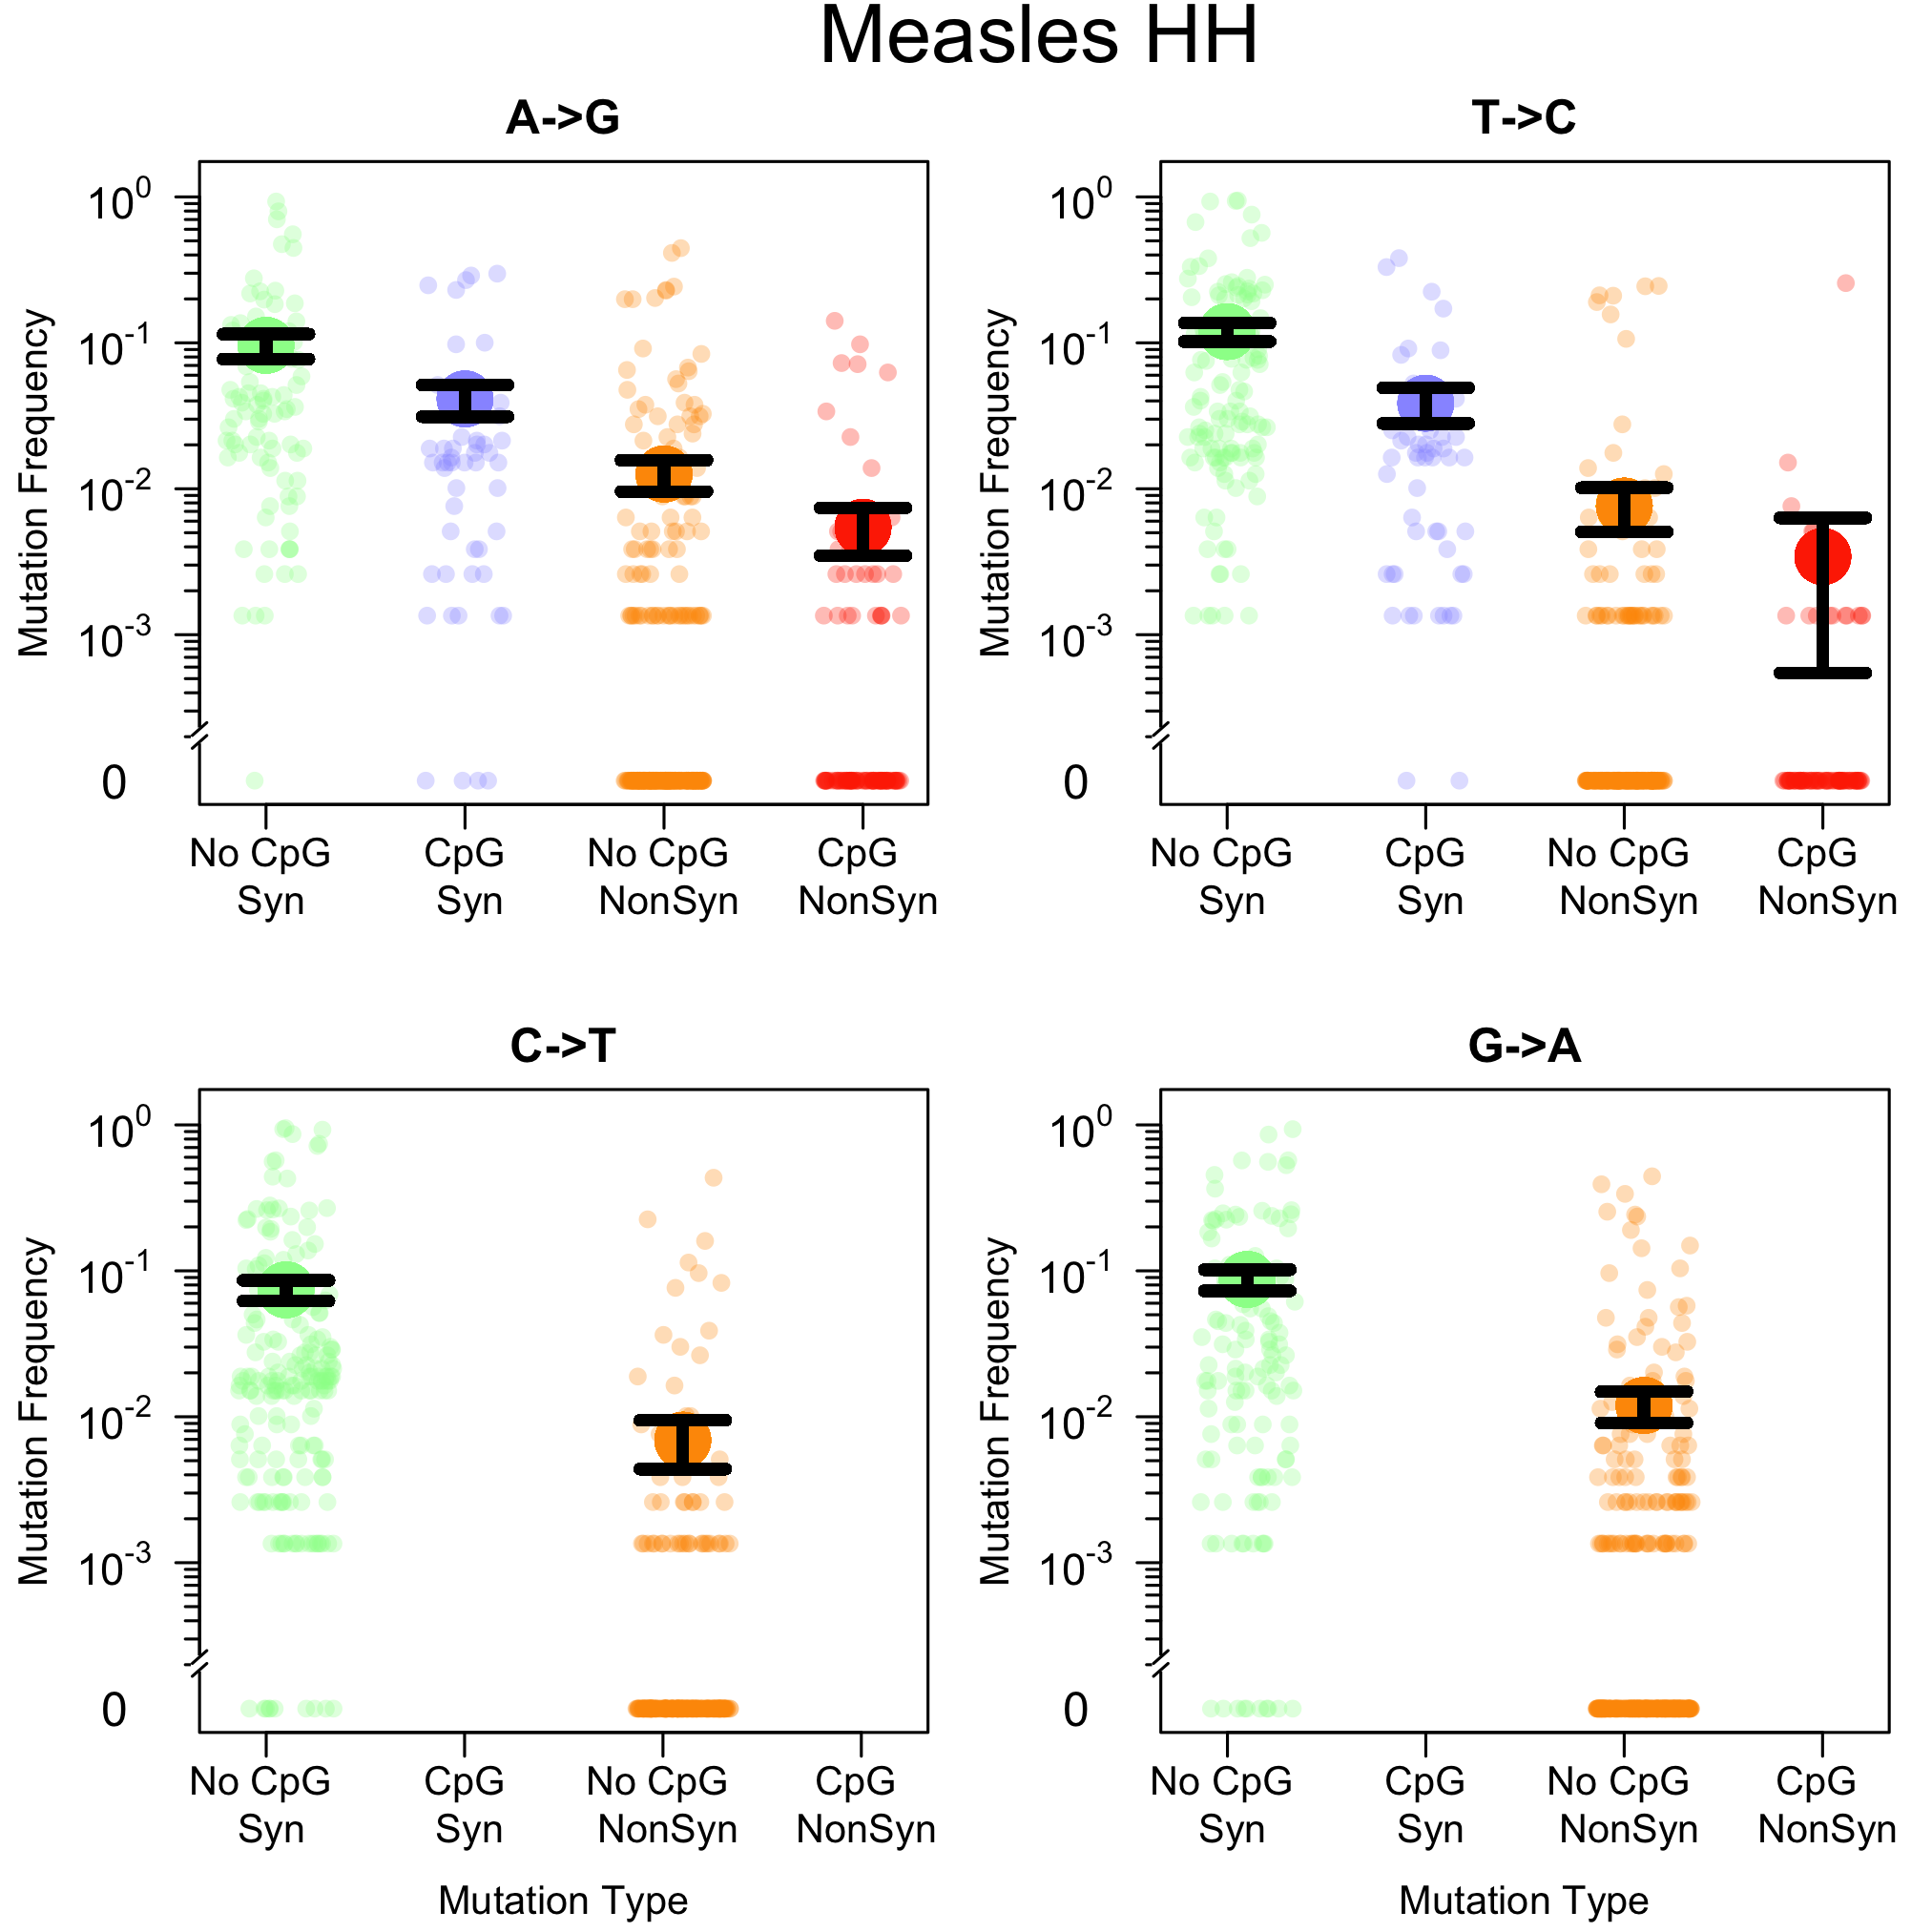 Measles HH
A->G
Mutation Frequency
10^0
10^-1
10^-2
10^-3
0
No CpG Syn
CpG Syn
No CpG NonSyn
CpG NonSyn
T->C
Mutation Frequency
10^0
10^-1
10^-2
10^-3
0
No CpG Syn
CpG Syn
No CpG NonSyn
CpG NonSyn
C->T
Mutation Frequency
10^0
10^-1
10^-2
10^-3
0
No CpG Syn
CpG Syn
No CpG NonSyn
CpG NonSyn
Mutation Type
G->A
Mutation Frequency
10^0
10^-1
10^-2
10^-3
0
No CpG Syn
CpG Syn
No CpG NonSyn
CpG NonSyn
Mutation Type